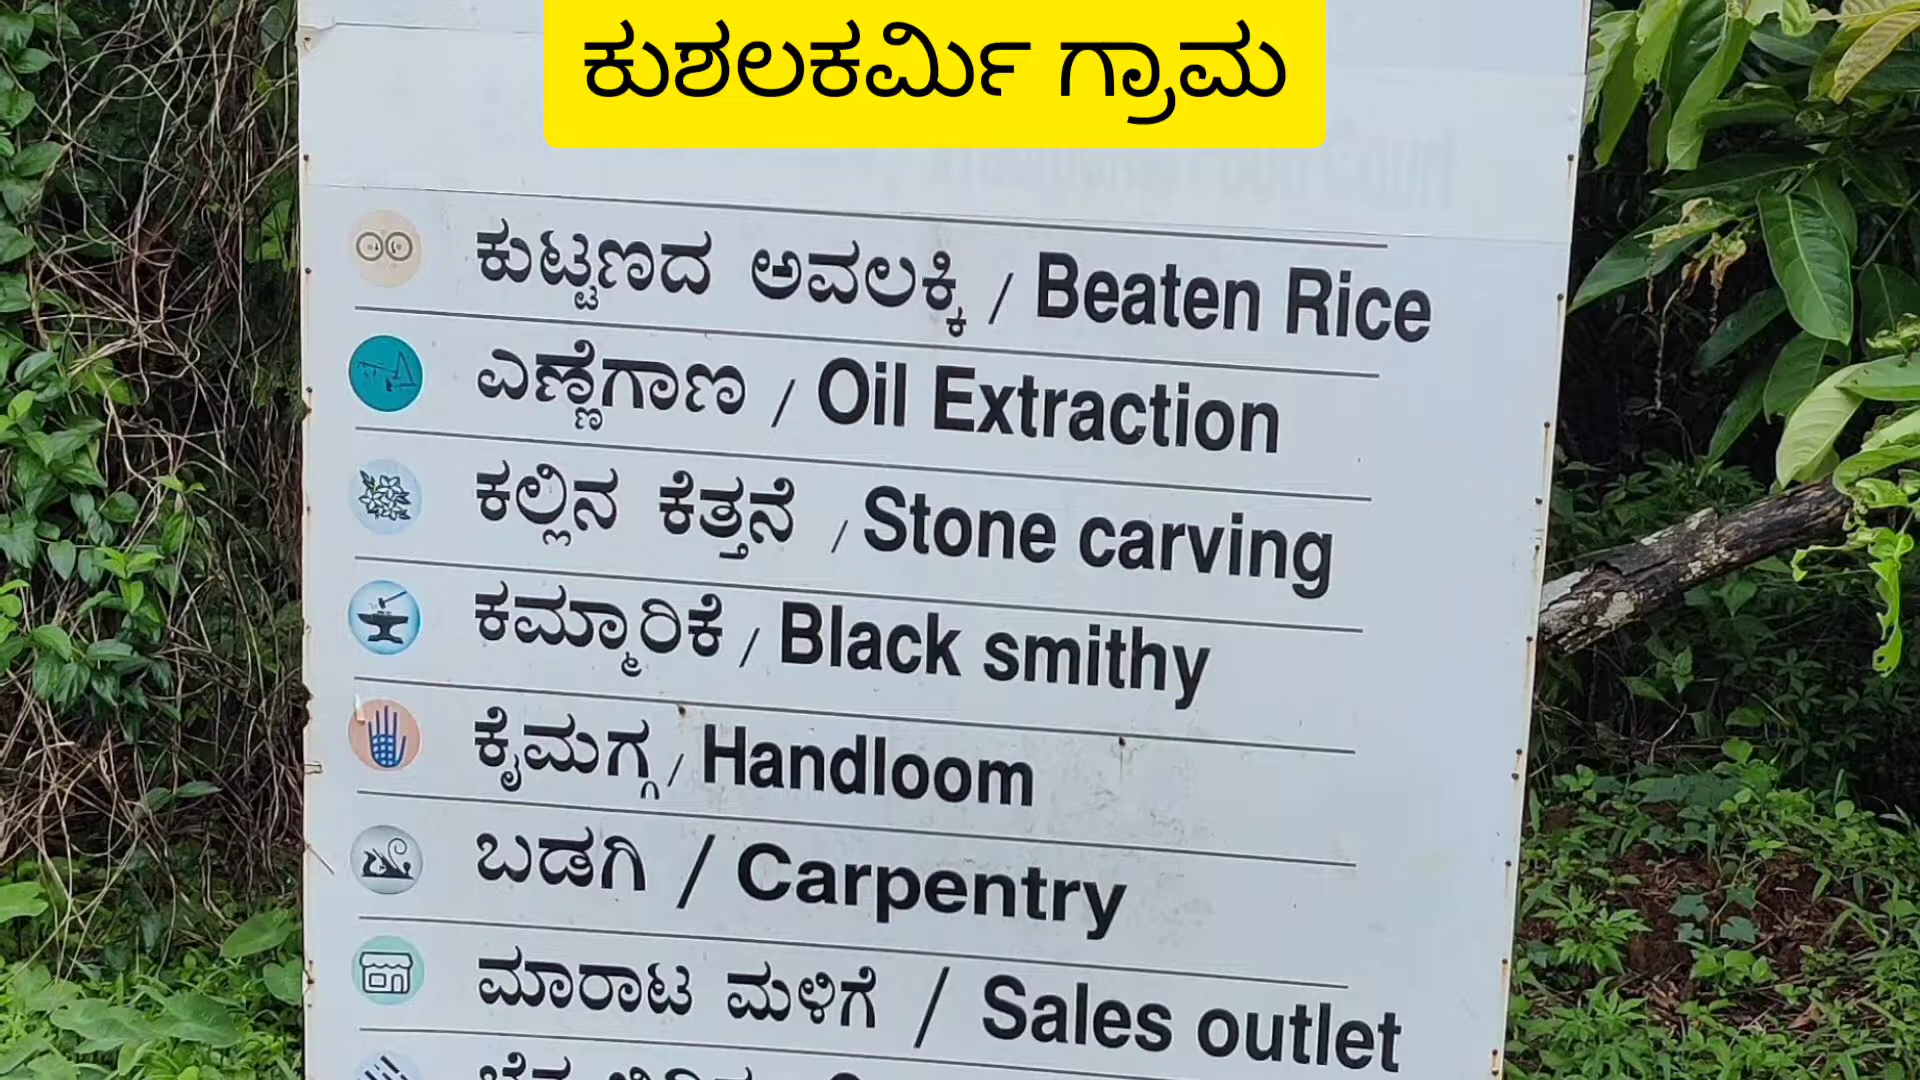 ಕುಶಲಕರ್ಮಿ ಗ್ರಾಮ
ಕುಟ್ಟಣದ ಅವಲಕ್ಕಿ / Beaten Rice
ಎಣ್ಣೆಗಾಣ / Oil Extraction
ಕಲ್ಲಿನ ಕೆತ್ತನೆ / Stone carving
ಕಮ್ಮಾರಿಕೆ / Black smithy
ಕೈಮಗ್ಗ / Handloom
ಬಡಗಿ / Carpentry
ಮಾರಾಟ ಮಳಿಗೆ / Sales outlet